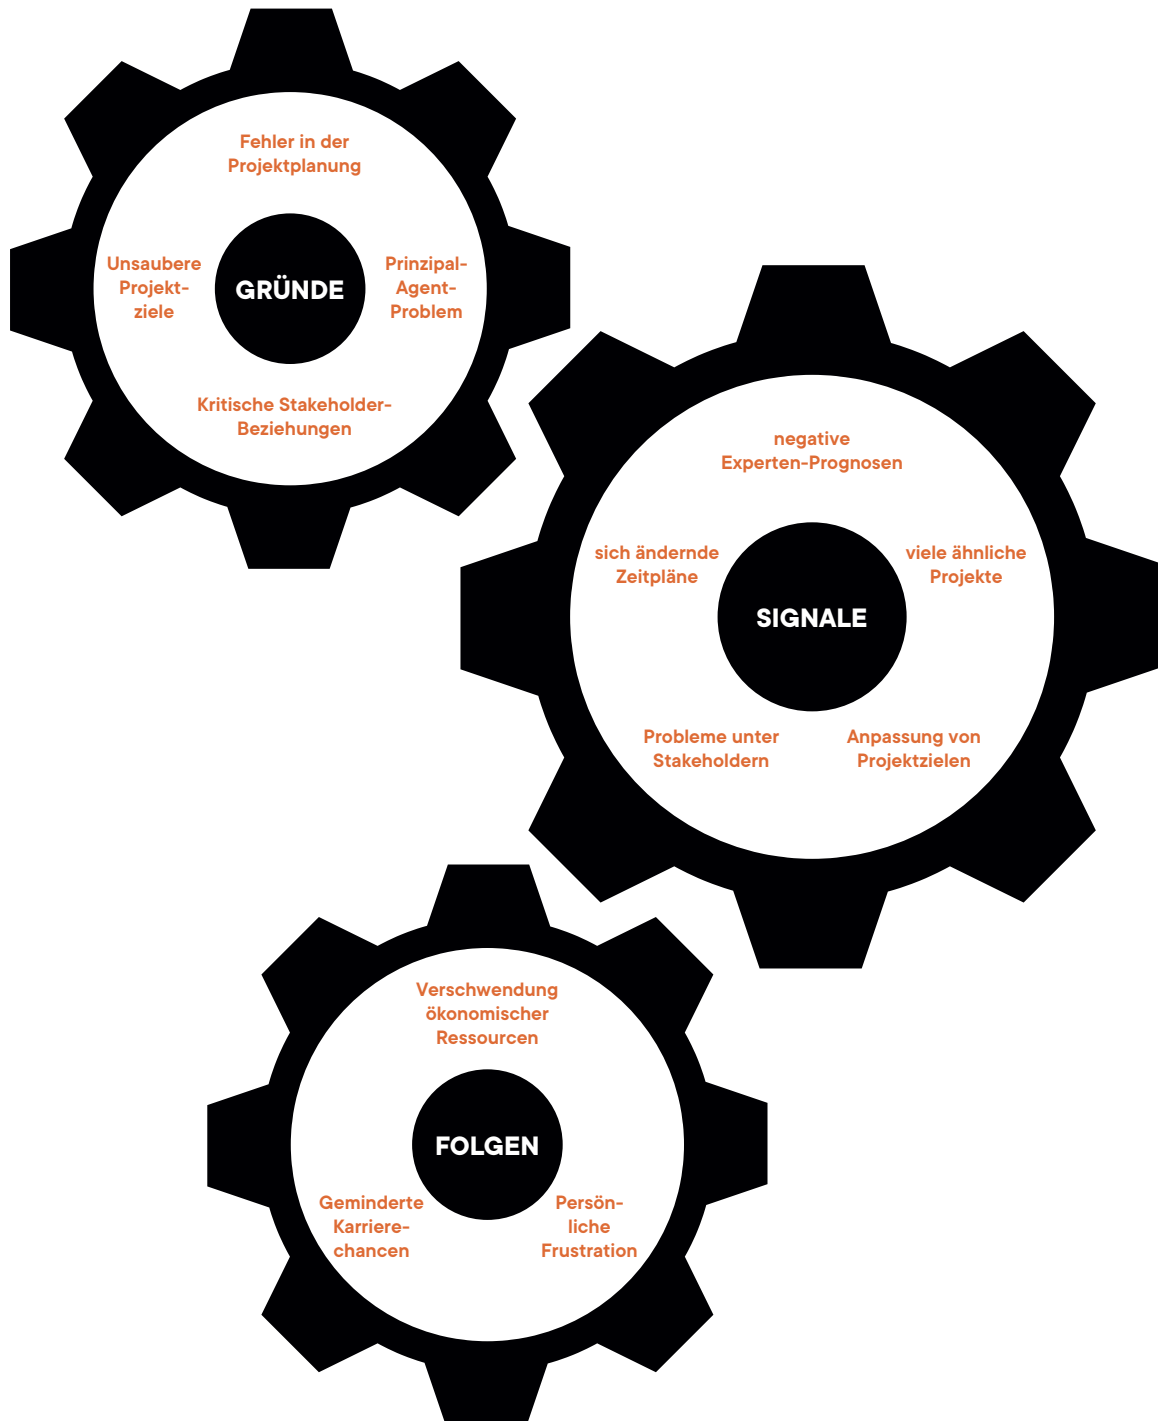 Fehler in der
Projektplanung
Unsaubere
Projekt-
ziele
GRÜNDE
Prinzipal-
Agent-
Problem
Kritische Stakeholder-
Beziehungen
negative
Experten-Prognosen
sich ändernde
Zeitpläne
viele ähnliche
Projekte
SIGNALE
Probleme unter
Stakeholdern
Anpassung von
Projektzielen
Verschwendung
ökonomischer
Ressourcen
FOLGEN
Geminderte
Karriere-
chancen
Persön-
liche
Frustration